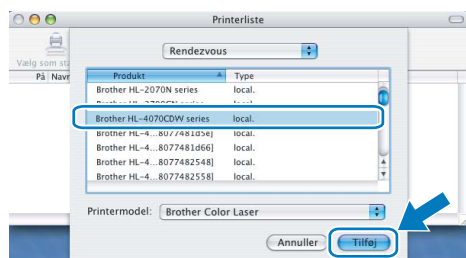 Printerliste
Rendezvous
Vælg som sta
På Navn
Produkt Type
Brother HL-2070N series local.
local.
Brother HL-4070CDW series local.
Brother HL-4...8077481d5e] local.
Brother HL-4...8077481d66] local.
Brother HL-4...8077482548] local.
Brother HL-4...8077482558] local.
Printermodel: Brother Color Laser
Annuller Tilføj